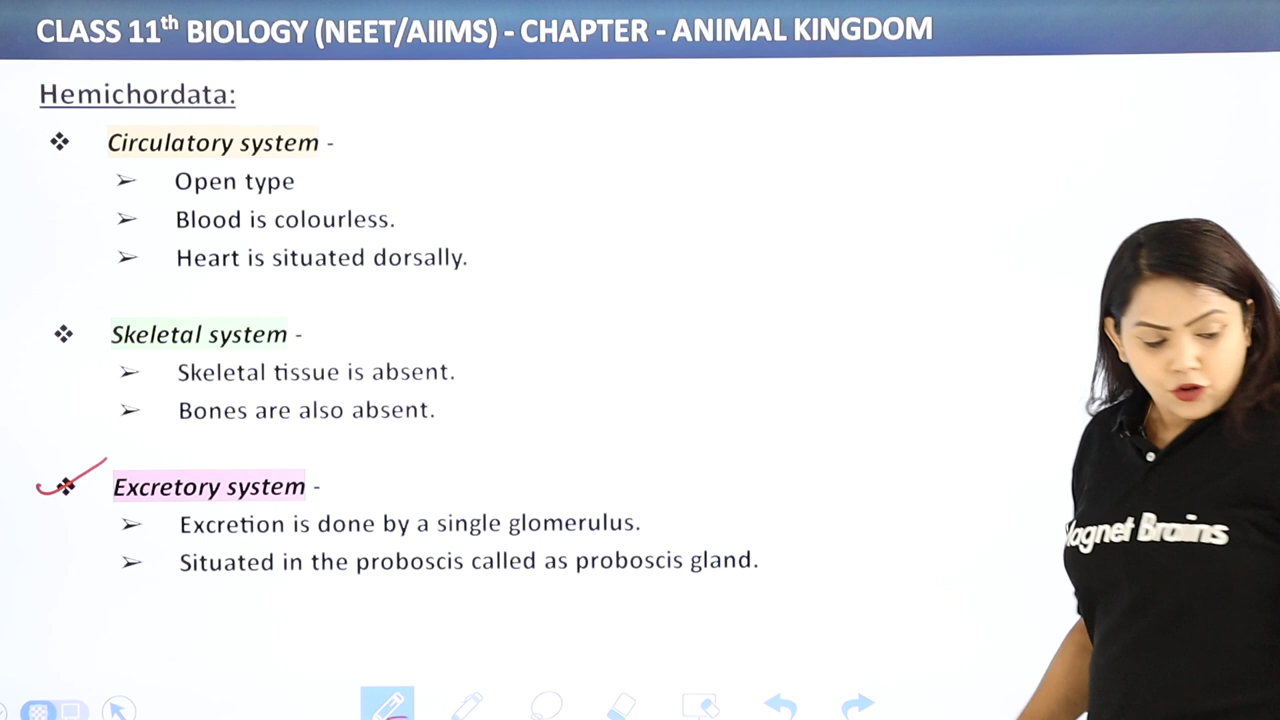 CLASS 11th BIOLOGY (NEET/AIIMS) - CHAPTER - ANIMAL KINGDOM
Hemichordata:
❖ Circulatory system -
➢ Open type
➢ Blood is colourless.
➢ Heart is situated dorsally.
❖ Skeletal system -
➢ Skeletal tissue is absent.
➢ Bones are also absent.
❖ Excretory system -
➢ Excretion is done by a single glomerulus.
➢ Situated in the proboscis called as proboscis gland.
Magnet Brains